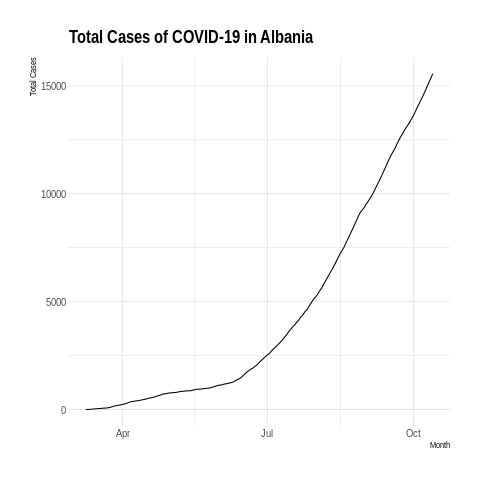 Total Cases of COVID-19 in Albania
Total Cases
15000
10000
5000
0
Apr Jul Oct
Month